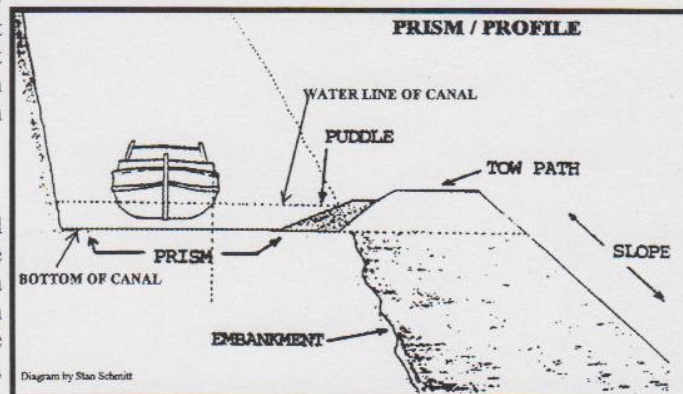 PRISM / PROFILE
WATER LINE OF CANAL
PUDDLE
TOW PATH
SLOPE
PRISM
BOTTOM OF CANAL
EMBANKMENT
Diagram by Stan Schmitt